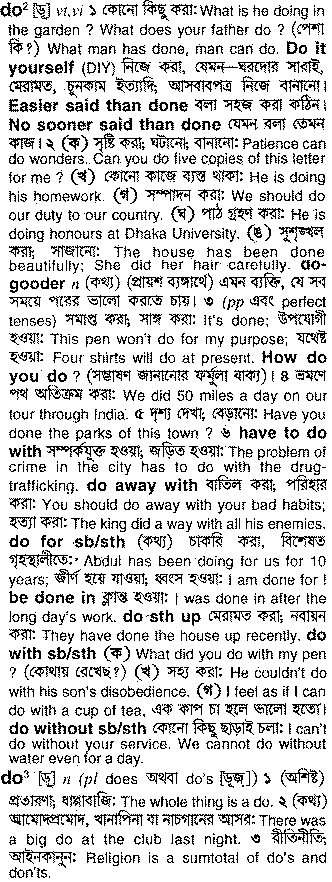 do² [ডু] vt,vi ১ কোনো কিছু করা: What is he doing in
the garden ? What does your father do ? (পেশা
কি?) What man has done, man can do. Do it
yourself (DIY) নিজে করা, যেমন—ঘরদোর সারাই,
মেরামত, চুনকাম ইত্যাদি; আসবাবপত্র নিজে বানানো।
Easier said than done বলা সহজ করা কঠিন।
No sooner said than done যেমন বলা তেমন
কাজ। ২ (ক) সৃষ্টি করা; ঘটানো; বানানো: Patience can
do wonders. Can you do five copies of this letter
for me ? (খ) কোনো কাজে ব্যস্ত থাকা: He is doing
his homework. (গ) সম্পাদন করা: We should do
our duty to our country. (ঘ) পাঠ গ্রহণ করা: He is
doing honours at Dhaka University. (ঙ) সুশৃঙ্খল
করা; সাজানো: The house has been done
beautifully; She did her hair carefully. do-
gooder n (কথ্য) (প্রায়শ ব্যঙ্গার্থে) এমন ব্যক্তি, যে সব
সময়ে পরের ভালো করতে চায়। ৩ (pp এবং perfect
tenses) সমাপ্ত করা; সাঙ্গ করা: It's done; উপযোগী
হওয়া: This pen won't do for my purpose; যথেষ্ট
হওয়া: Four shirts will do at present. How do
you do ? (সম্ভাষণ জানানোর ফর্মুলা বাক্য)। ৪ ভ্রমণে
পথ অতিক্রম করা: We did 50 miles a day on our
tour through India. ৫ দৃশ্য দেখা; বেড়ানো: Have you
done the parks of this town ? ৬ have to do
with সম্পর্কযুক্ত হওয়া; জড়িত হওয়া: The problem of
crime in the city has to do with the drug-
trafficking. do away with বাতিল করা; পরিহার
করা: You should do away with your bad habits;
হত্যা করা: The king did a way with all his enemies.
do for sb/sth (কথ্য) চাকরি করা, বিশেষত
গৃহস্থালীতে: Abdul has been doing for us for 10
years; জীর্ণ হয়ে যাওয়া; ধ্বংস হওয়া: I am done for !
be done in ক্লান্ত হওয়া: I was done in after the
long day's work. do sth up মেরামত করা; নবায়ন
করা: They have done the house up recently. do
with sb/sth (ক) What did you do with my pen
? (কোথায় রেখেছ?) (খ) সহ্য করা: He couldn't do
with his son's disobedience. (গ) I feel as if I can
do with a cup of tea, এক কাপ চা হলে ভালো হতো।
do without sb/sth কোনো কিছু ছাড়াই চলা: I can't
do without your service. We cannot do without
water even for a day.
do³ [ডু] n (pl does অথবা do's [ডূজ্]) ১ (অশিষ্ট)
প্রতারণা; ধাপ্পাবাজি: The whole thing is a do. ২ (কথ্য)
আমোদপ্রমোদ, খানাপিনা বা নাচগানের আসর: There was
a big do at the club last night. ৩ রীতিনীতি;
আইনকানুন: Religion is a sumtotal of do's and
don'ts.